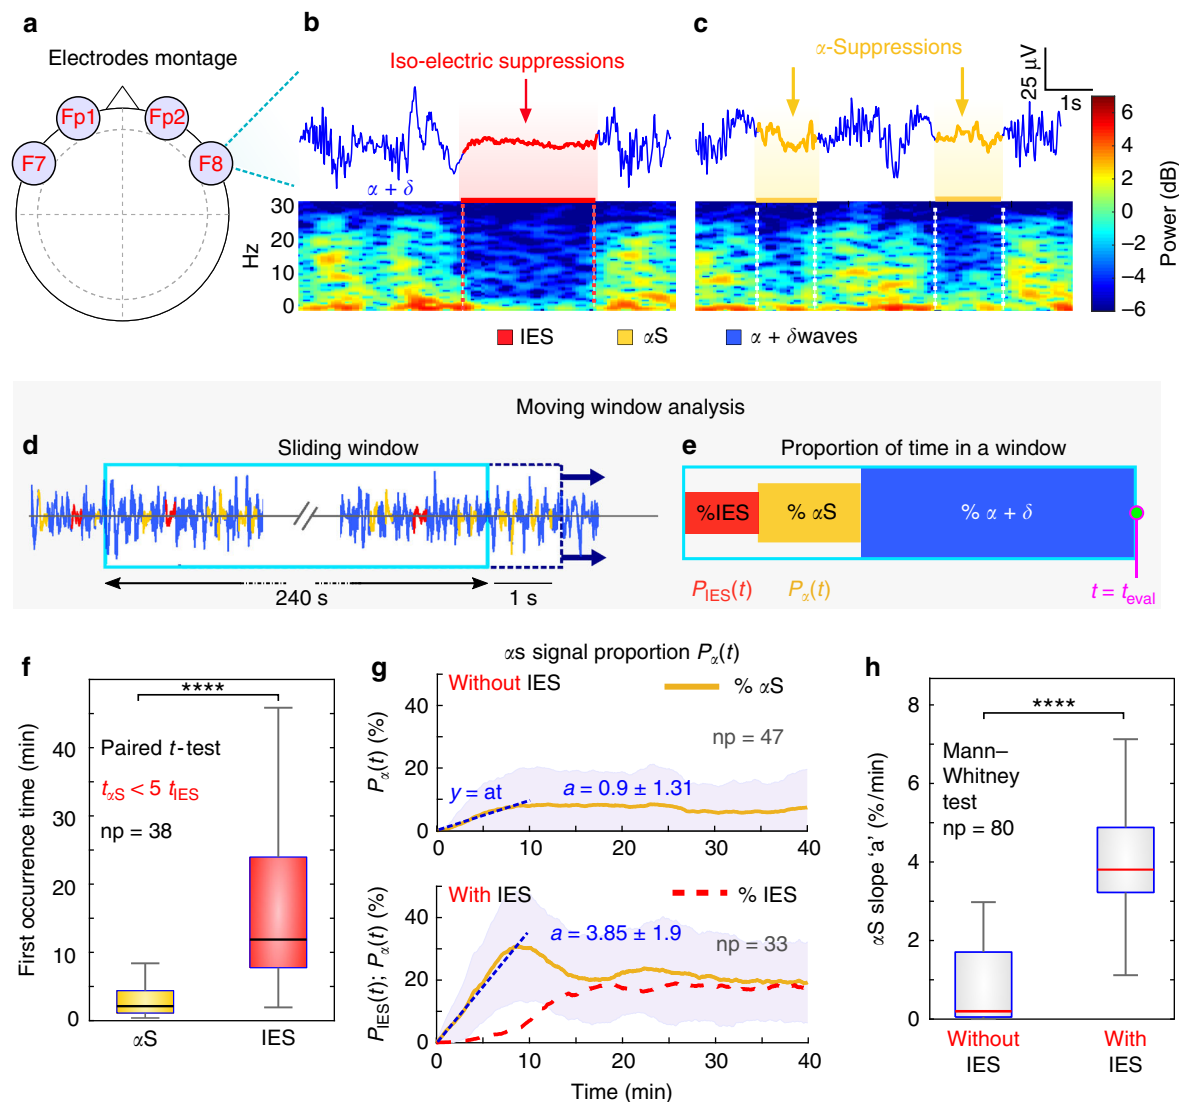 a
Electrodes montage
Fp1
Fp2
F7
F8
b
Iso-electric suppressions
α + δ
30
20
10
0
Hz
c
α-Suppressions
25 μV
1s
6
4
2
0
−2
−4
−6
Power (dB)
IES
αS
α + δwaves
Moving window analysis
d
Sliding window
240 s
1 s
e
Proportion of time in a window
%IES
% αS
% α + δ
P_IES(t)
P_α(t)
t = t_eval
f
First occurrence time (min)
40
30
20
10
0
****
Paired t-test
t_αS < 5 t_IES
np = 38
αS
IES
αs signal proportion P_α(t)
g
Without IES
% αS
np = 47
y = at
a = 0.9 ± 1.31
P_α(t) (%)
40
20
0
0
10
20
30
40
With IES
% IES
a = 3.85 ± 1.9
np = 33
P_IES(t); P_α(t) (%)
40
20
0
0
10
20
30
40
Time (min)
h
αS slope ‘a’ (%/min)
8
6
4
2
0
****
Mann–
Whitney
test
np = 80
Without
IES
With
IES